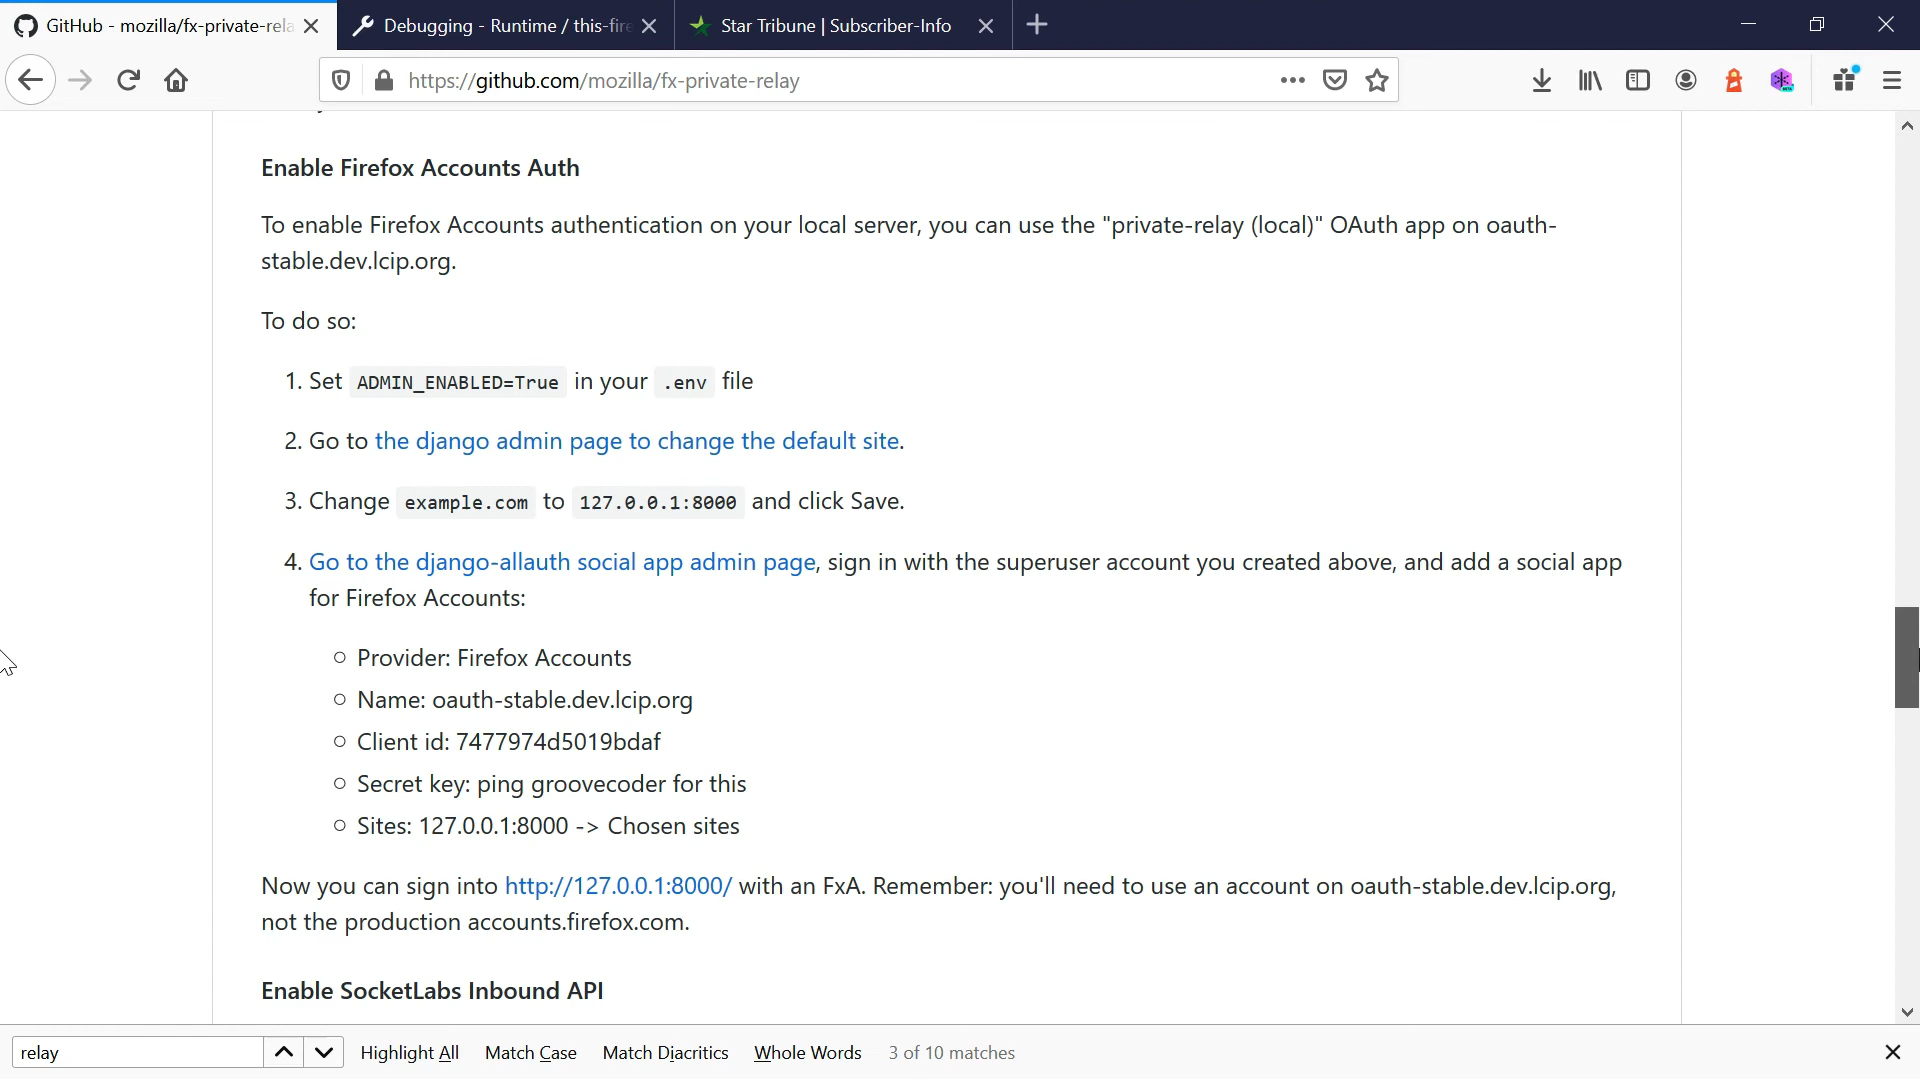 GitHub - mozilla/fx-private-rela
Debugging - Runtime / this-fire
Star Tribune | Subscriber-Info
https://github.com/mozilla/fx-private-relay
Enable Firefox Accounts Auth
To enable Firefox Accounts authentication on your local server, you can use the "private-relay (local)" OAuth app on oauth-
stable.dev.lcip.org.
To do so:
1. Set ADMIN_ENABLED=True in your .env file
2. Go to the django admin page to change the default site.
3. Change example.com to 127.0.0.1:8000 and click Save.
4. Go to the django-allauth social app admin page, sign in with the superuser account you created above, and add a social app
for Firefox Accounts:
Provider: Firefox Accounts
Name: oauth-stable.dev.lcip.org
Client id: 7477974d5019bdaf
Secret key: ping groovecoder for this
Sites: 127.0.0.1:8000 -> Chosen sites
Now you can sign into http://127.0.0.1:8000/ with an FxA. Remember: you'll need to use an account on oauth-stable.dev.lcip.org,
not the production accounts.firefox.com.
Enable SocketLabs Inbound API
relay
Highlight All
Match Case
Match Diacritics
Whole Words
3 of 10 matches